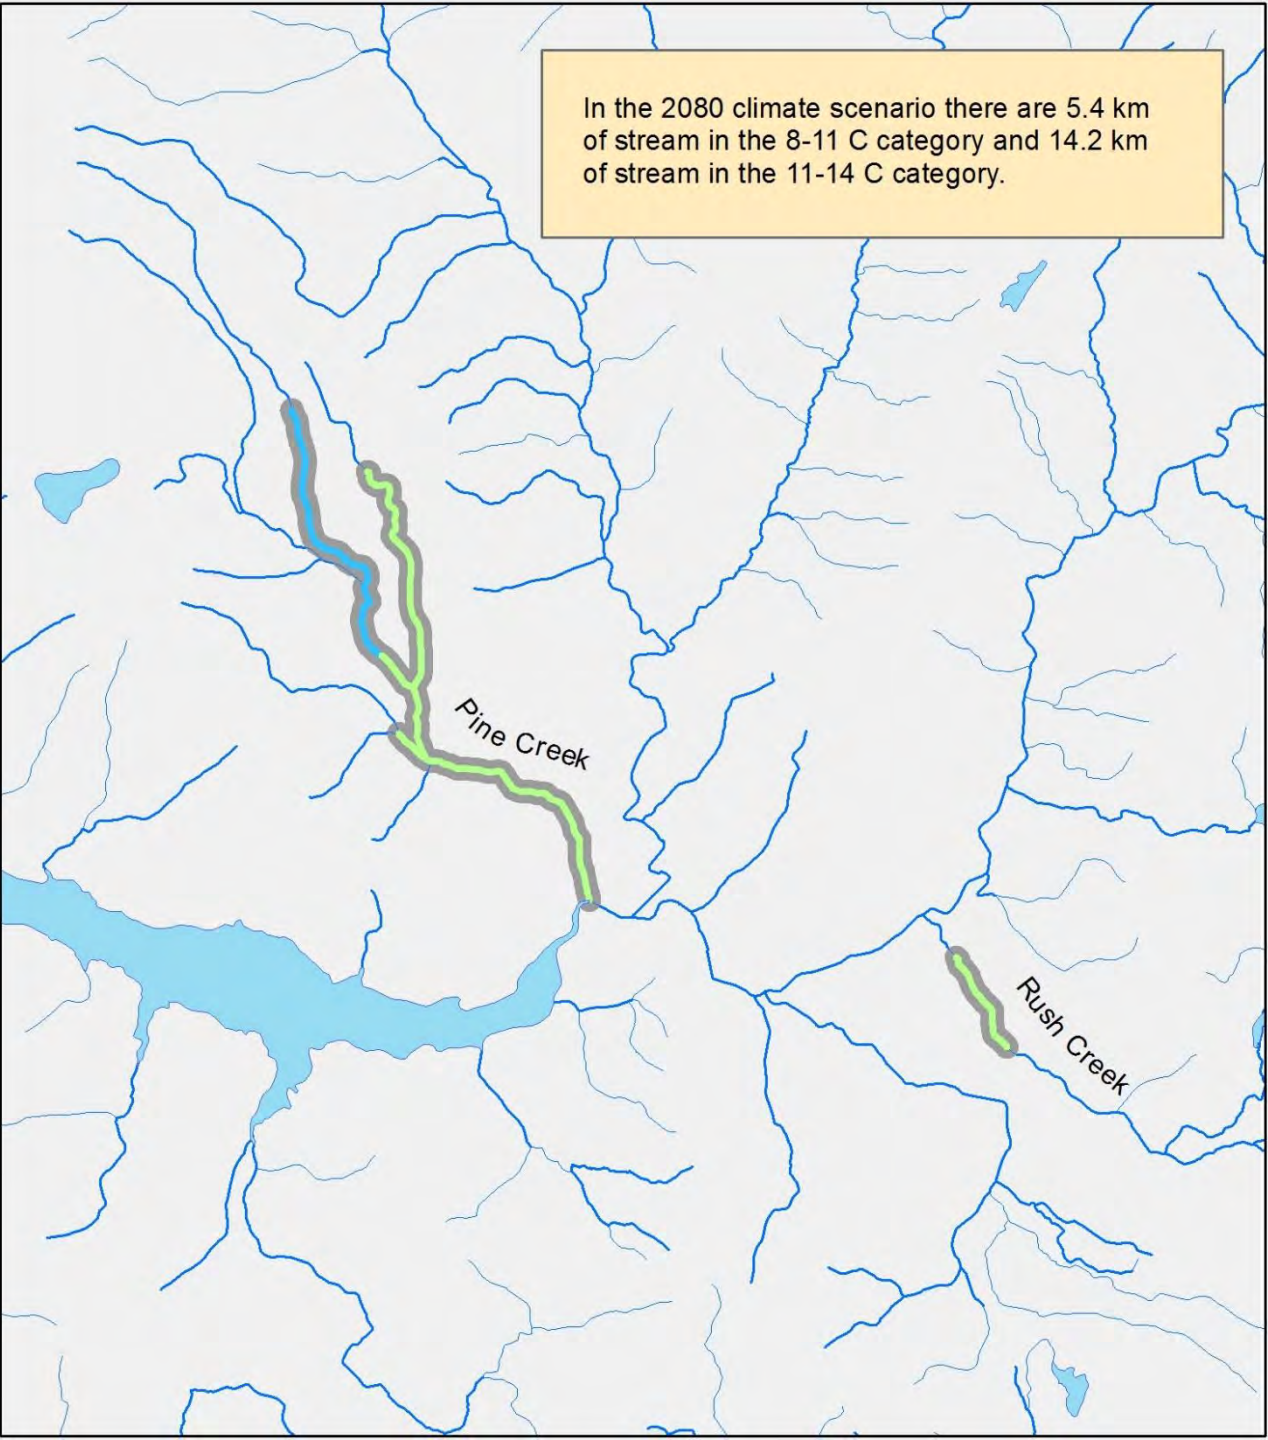 In the 2080 climate scenario there are 5.4 km
of stream in the 8-11 C category and 14.2 km
of stream in the 11-14 C category.
Pine Creek
Rush Creek